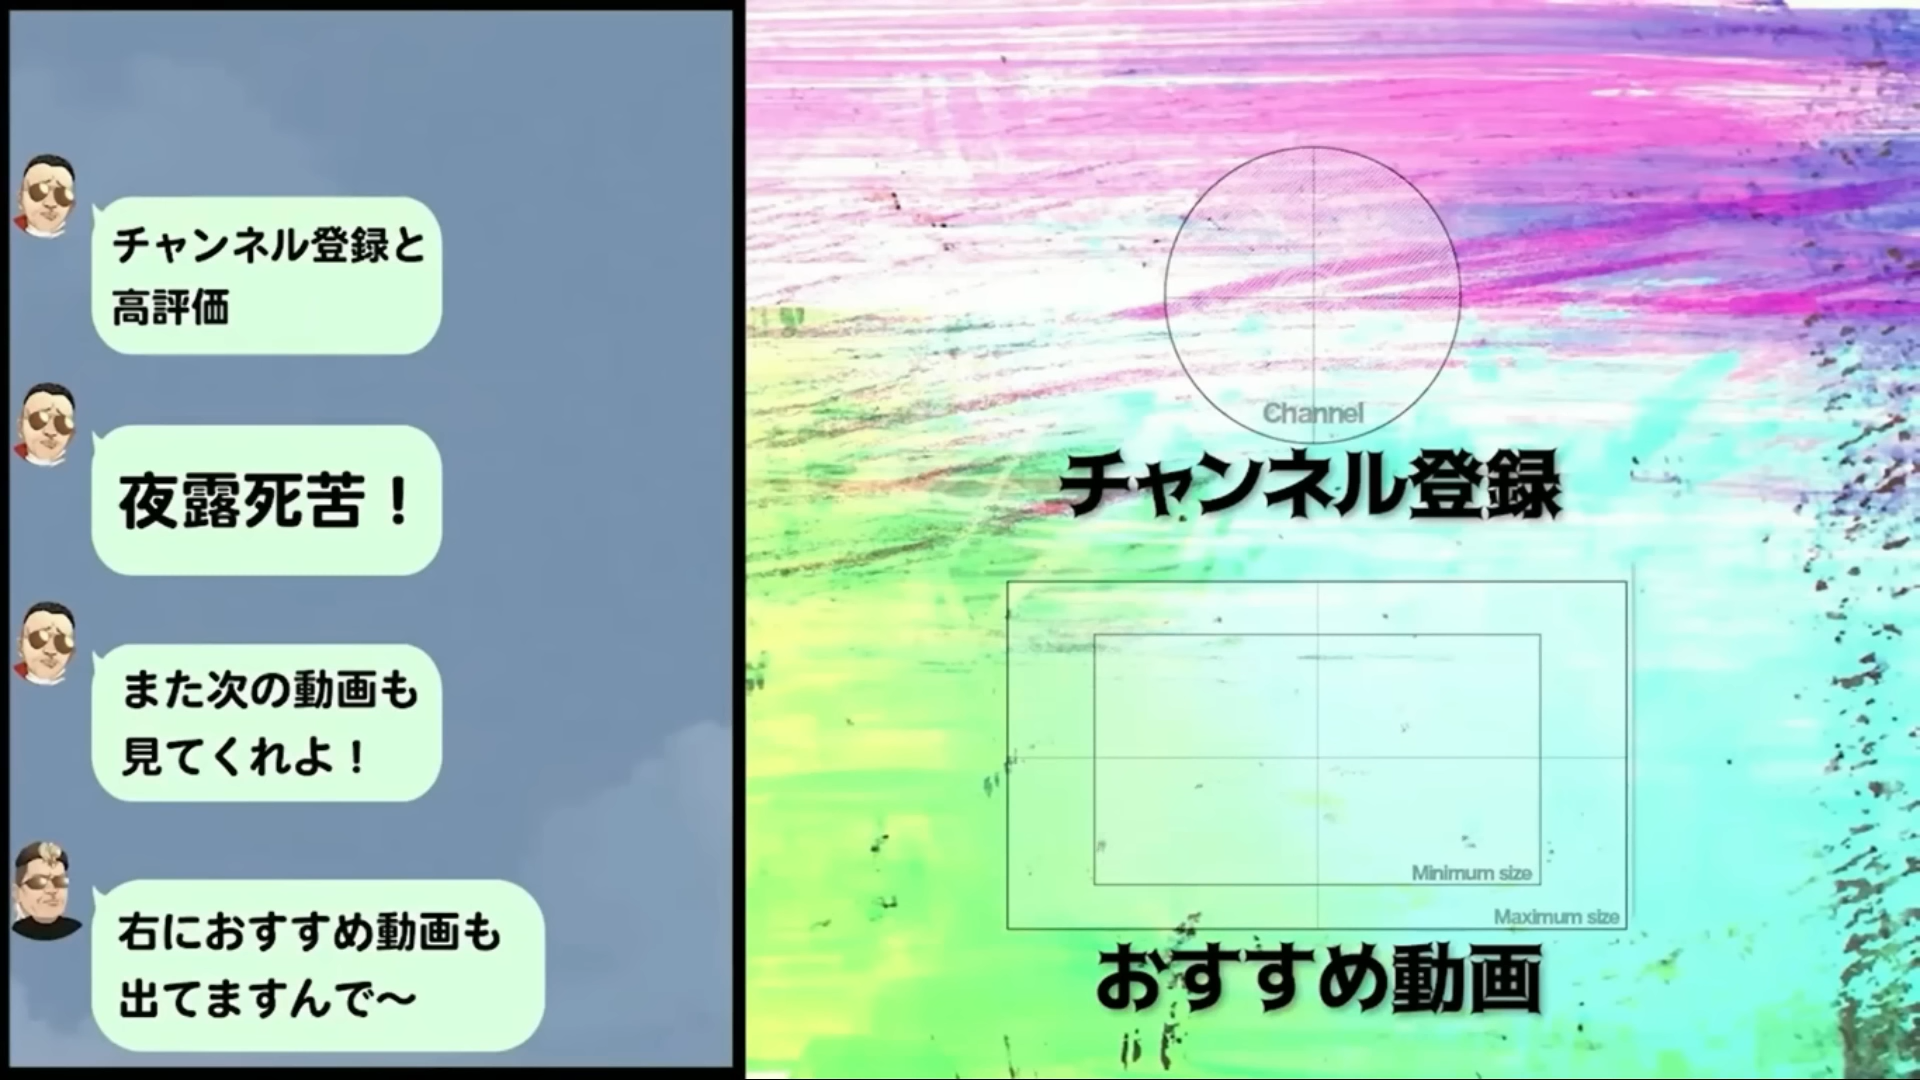 チャンネル登録と
高評価
夜露死苦！
また次の動画も
見てくれよ！
右におすすめ動画も
出てますんで〜
Channel
チャンネル登録
Minimum size
Maximum size
おすすめ動画